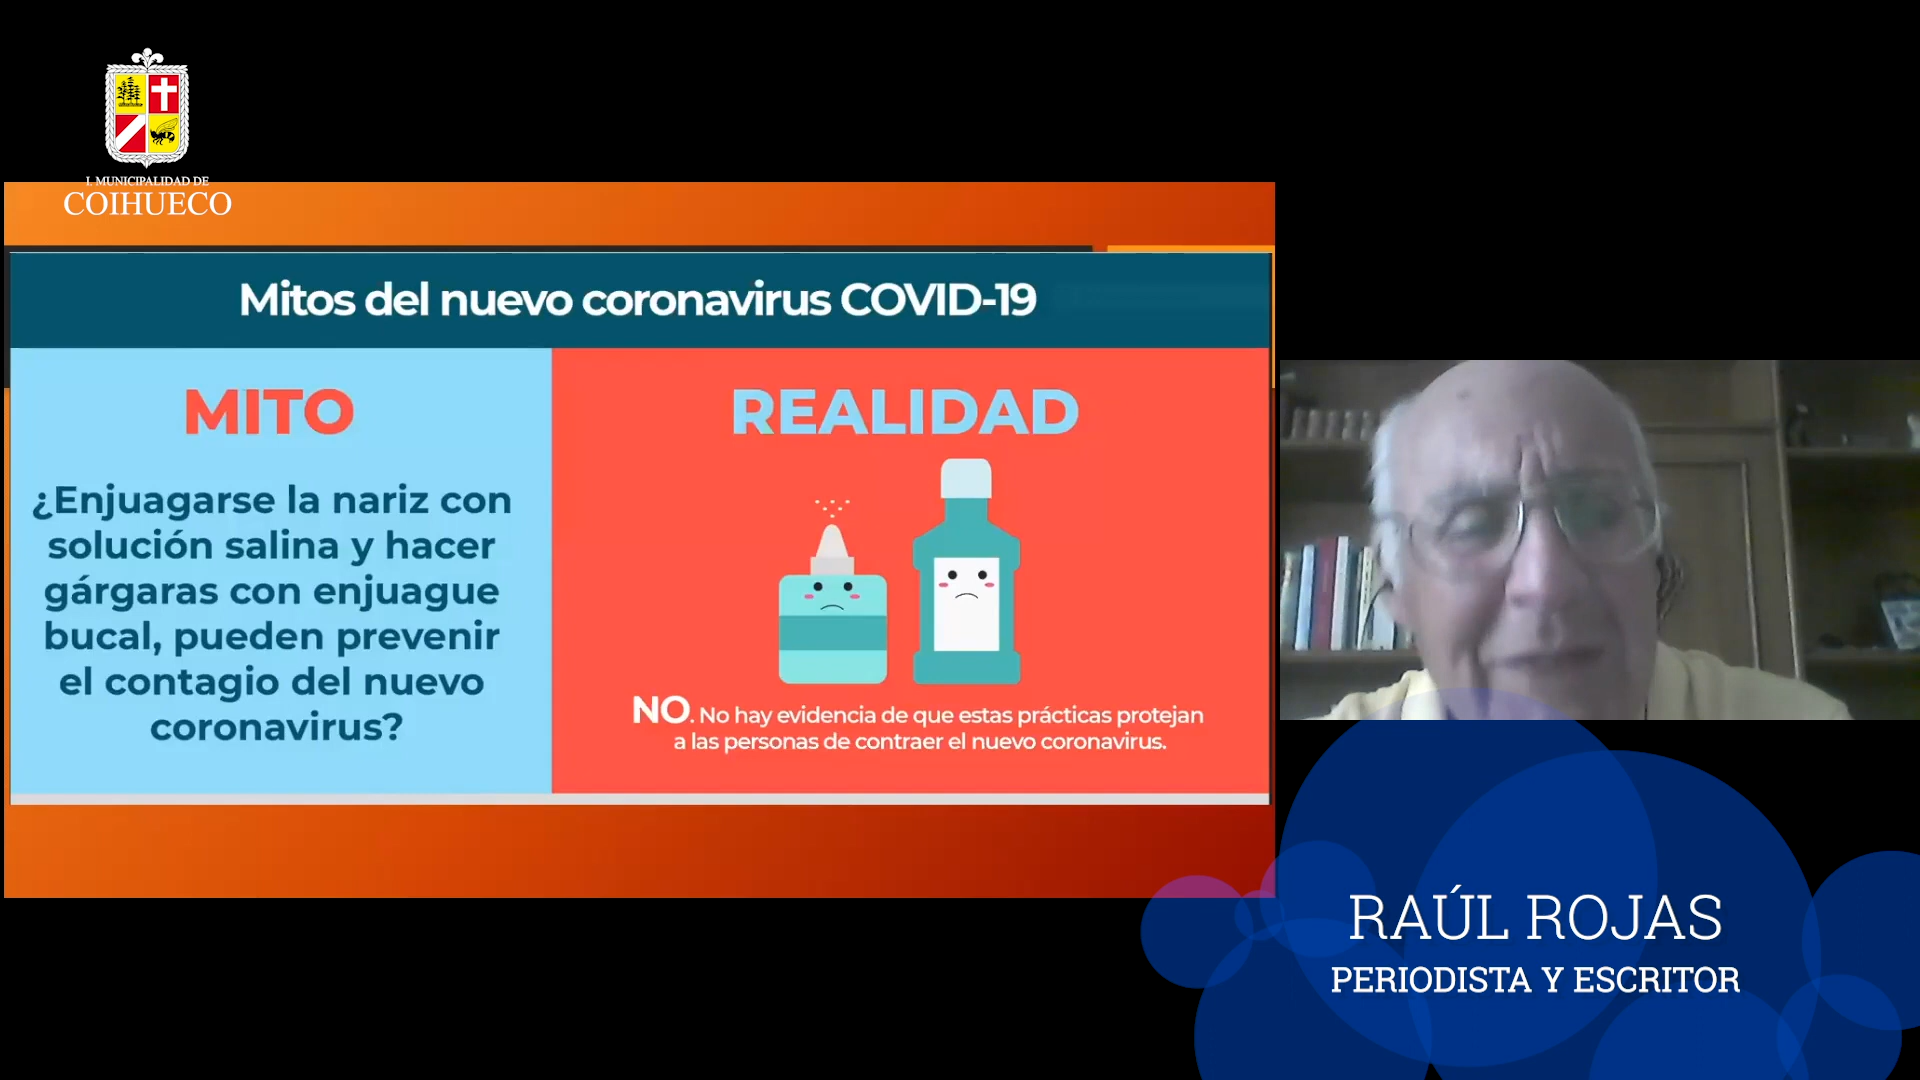 I. MUNICIPALIDAD DE
COIHUECO
Mitos del nuevo coronavirus COVID-19
MITO
¿Enjuagarse la nariz con
solución salina y hacer
gárgaras con enjuague
bucal, pueden prevenir
el contagio del nuevo
coronavirus?
REALIDAD
NO. No hay evidencia de que estas prácticas protejan
a las personas de contraer el nuevo coronavirus.
RAÚL ROJAS
PERIODISTA Y ESCRITOR